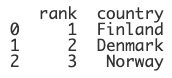 rank country
0 1 Finland
1 2 Denmark
2 3 Norway